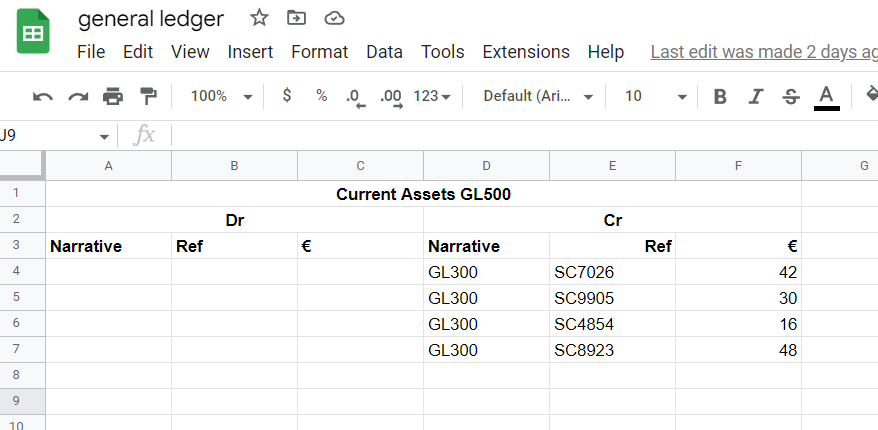 general ledger
File Edit View Insert Format Data Tools Extensions Help Last edit was made 2 days ag
100% $ % .0 .00 123 Default (Ari... 10 B I S A
J9 fx
A B C D E F G
1 Current Assets GL500
2 Dr Cr
3 Narrative Ref € Narrative Ref €
4 GL300 SC7026 42
5 GL300 SC9905 30
6 GL300 SC4854 16
7 GL300 SC8923 48
8
9
10